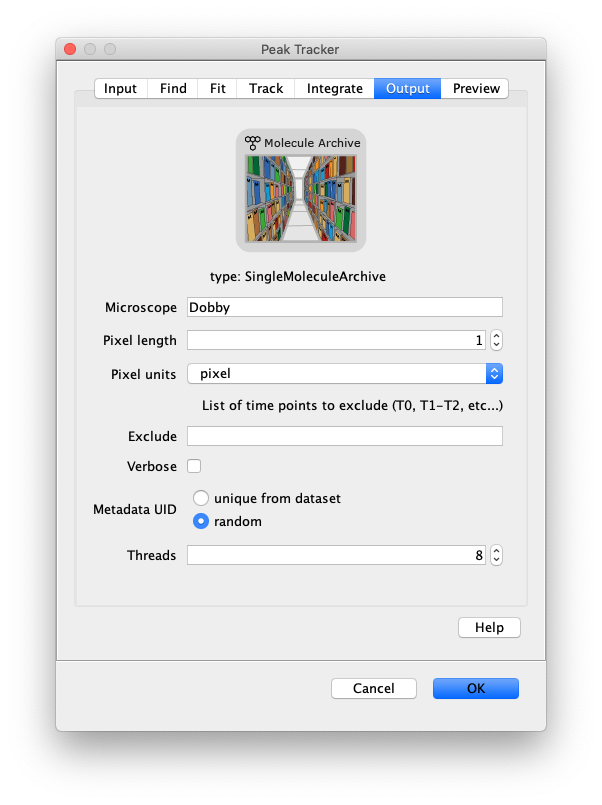 Peak Tracker
Input Find Fit Track Integrate Output Preview
Molecule Archive
type: SingleMoleculeArchive
Microscope Dobby
Pixel length 1
Pixel units pixel
List of time points to exclude (T0, T1-T2, etc...)
Exclude
Verbose
unique from dataset
Metadata UID
random
Threads 8
Help
Cancel OK